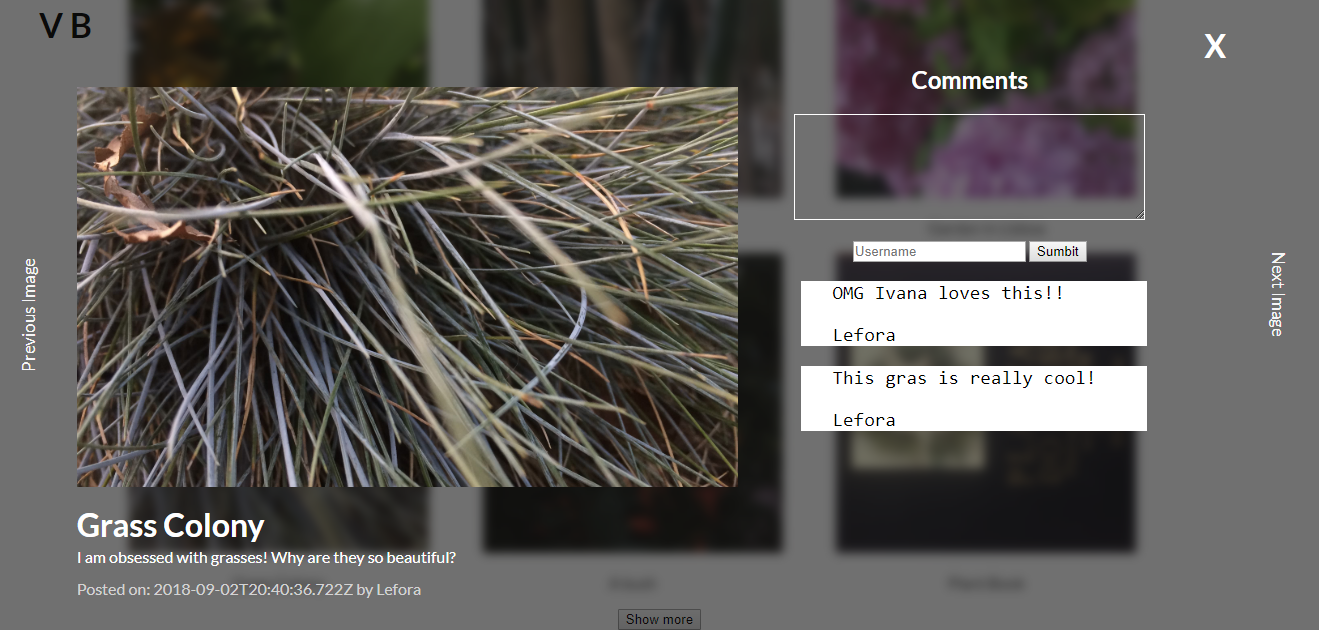 V B
X
Comments
Username
Sumbit
OMG Ivana loves this!!
Lefora
This gras is really cool!
Lefora
Previous Image
Next Image
Grass Colony
I am obsessed with grasses! Why are they so beautiful?
Posted on: 2018-09-02T20:40:36.722Z by Lefora
Show more